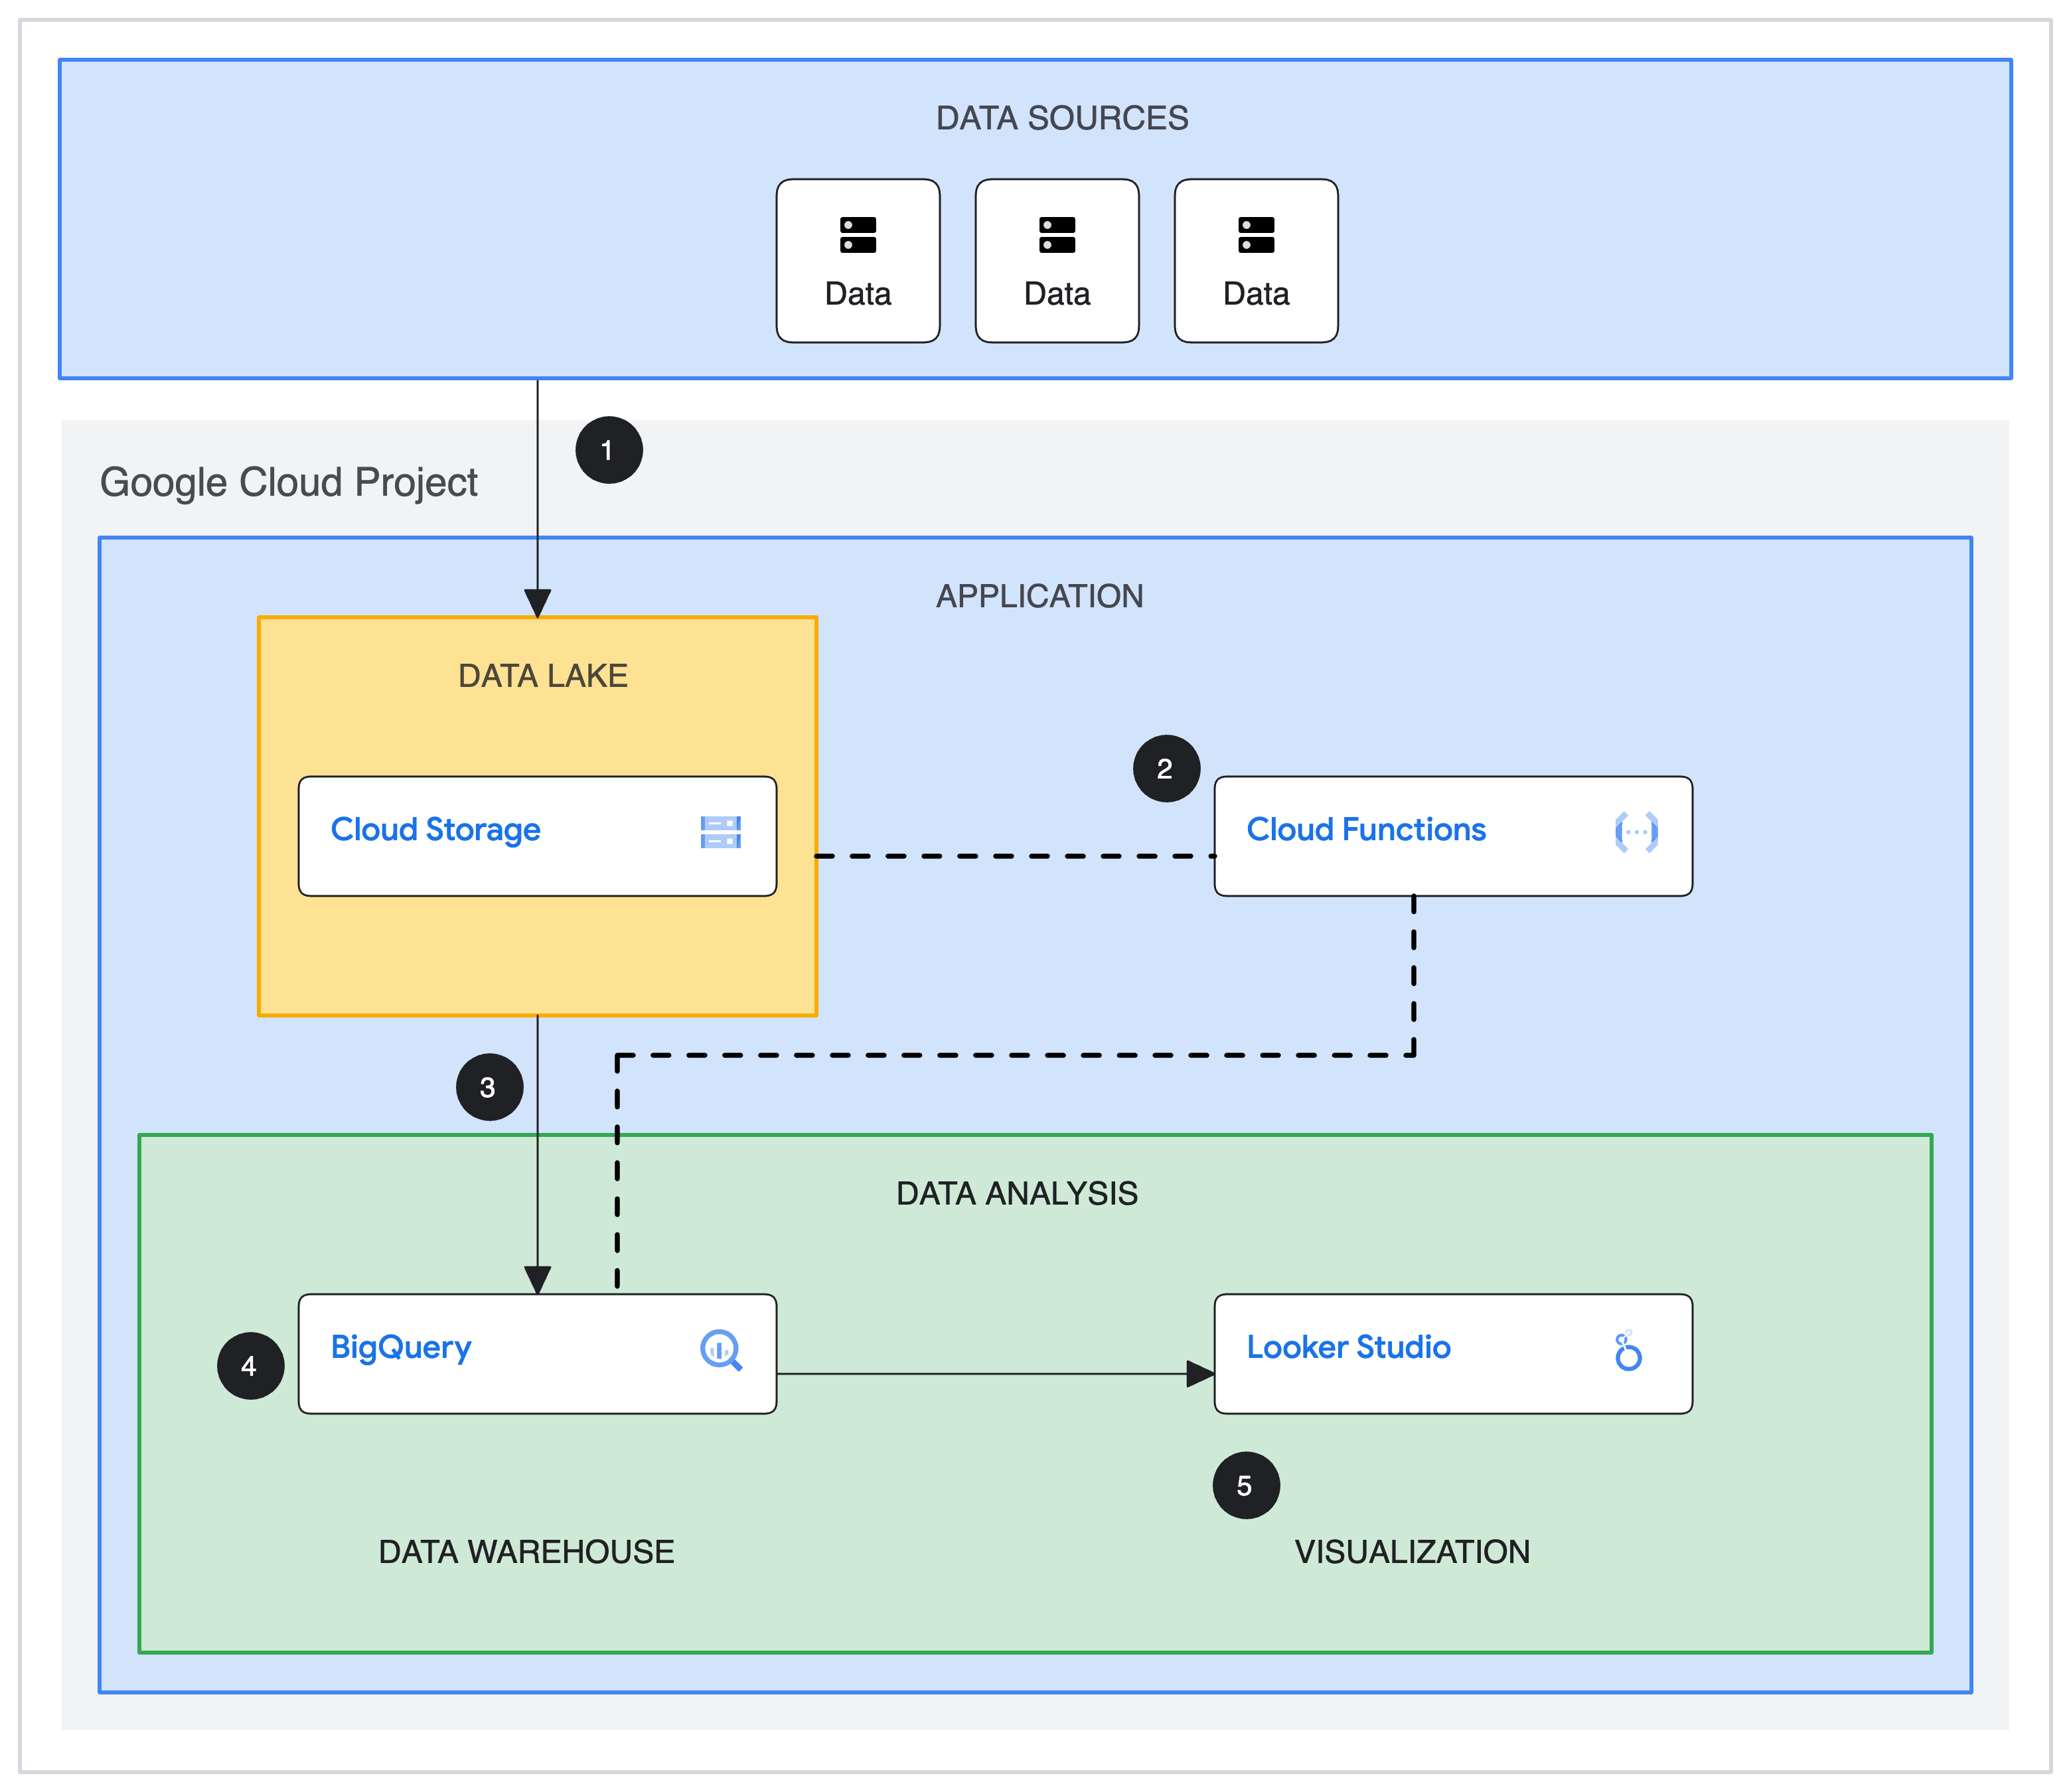 DATA SOURCES
Data
Data
Data
1
Google Cloud Project
APPLICATION
DATA LAKE
2
Cloud Storage
Cloud Functions
3
DATA ANALYSIS
4
BigQuery
Looker Studio
5
DATA WAREHOUSE
VISUALIZATION